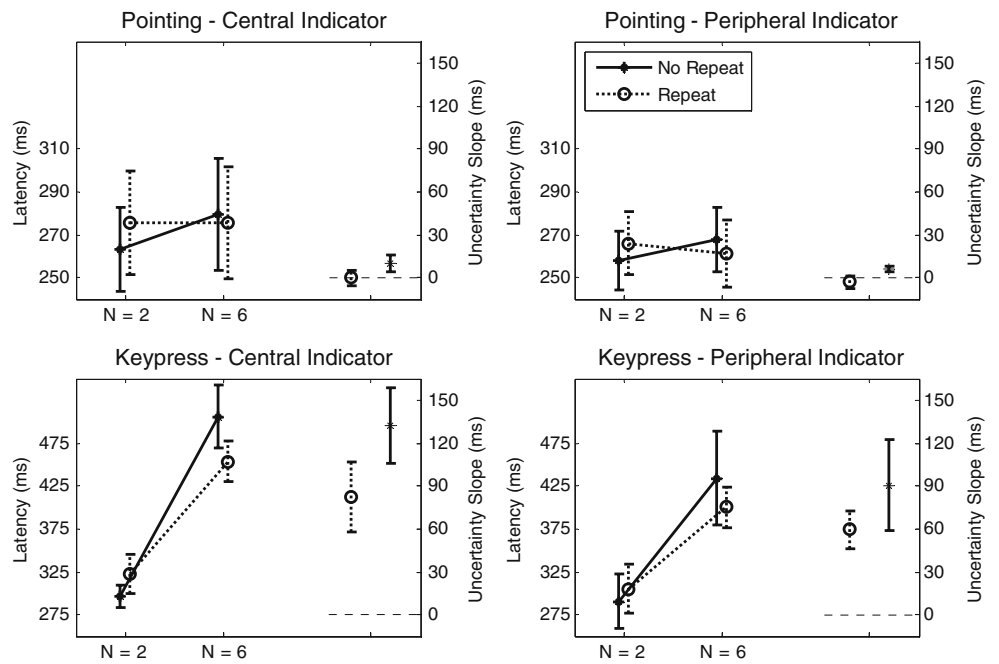 Pointing - Central Indicator
Latency (ms)
310
290
270
250
N = 2
N = 6
150
120
90
60
30
0
Uncertainty Slope (ms)
Pointing - Peripheral Indicator
No Repeat
Repeat
Latency (ms)
310
290
270
250
N = 2
N = 6
150
120
90
60
30
0
Uncertainty Slope (ms)
Keypress - Central Indicator
Latency (ms)
475
425
375
325
275
N = 2
N = 6
150
120
90
60
30
0
Uncertainty Slope (ms)
Keypress - Peripheral Indicator
Latency (ms)
475
425
375
325
275
N = 2
N = 6
150
120
90
60
30
0
Uncertainty Slope (ms)